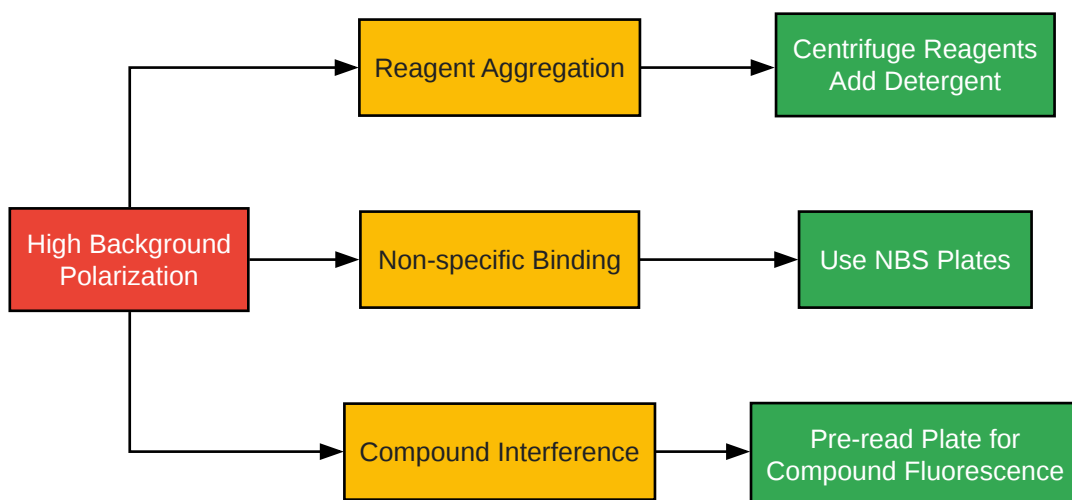 Reagent Aggregation
Centrifuge Reagents
Add Detergent
High Background
Polarization
Non-specific Binding
Use NBS Plates
Compound Interference
Pre-read Plate for
Compound Fluorescence